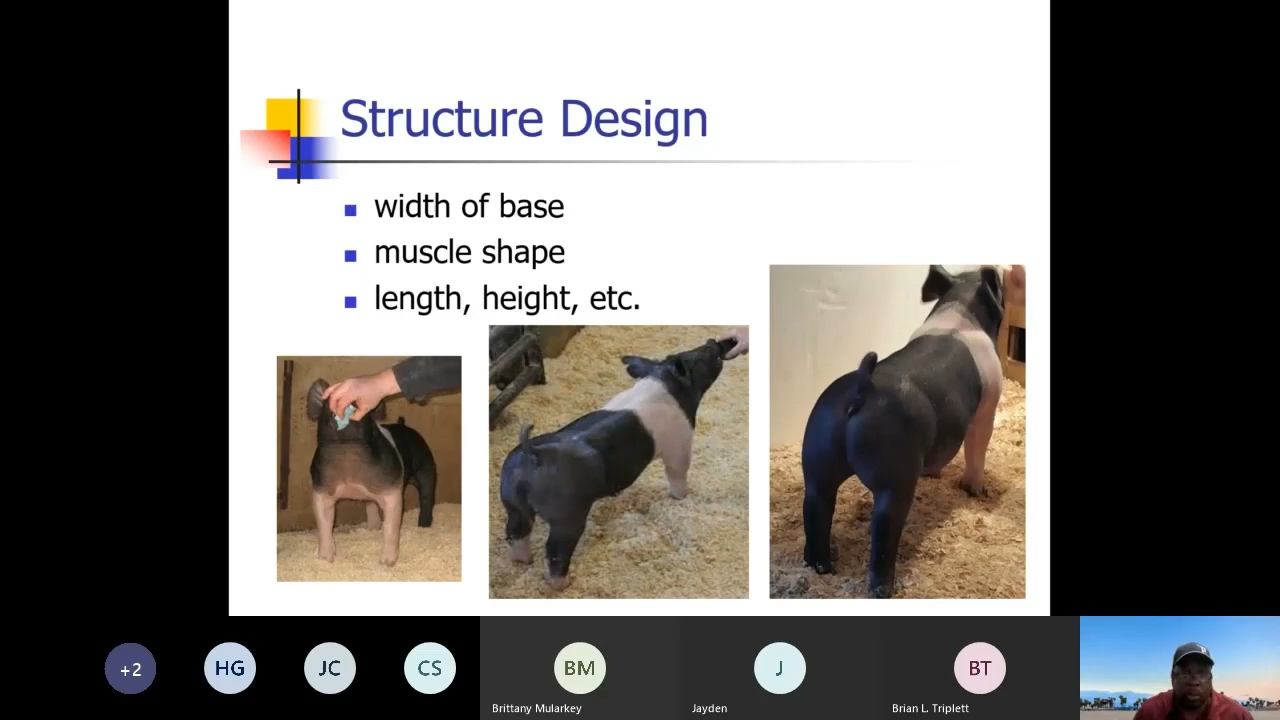 Structure Design
width of base
muscle shape
length, height, etc.
+2
HG
JC
CS
BM
J
BT
Brittany Mularkey
Jayden
Brian L. Triplett